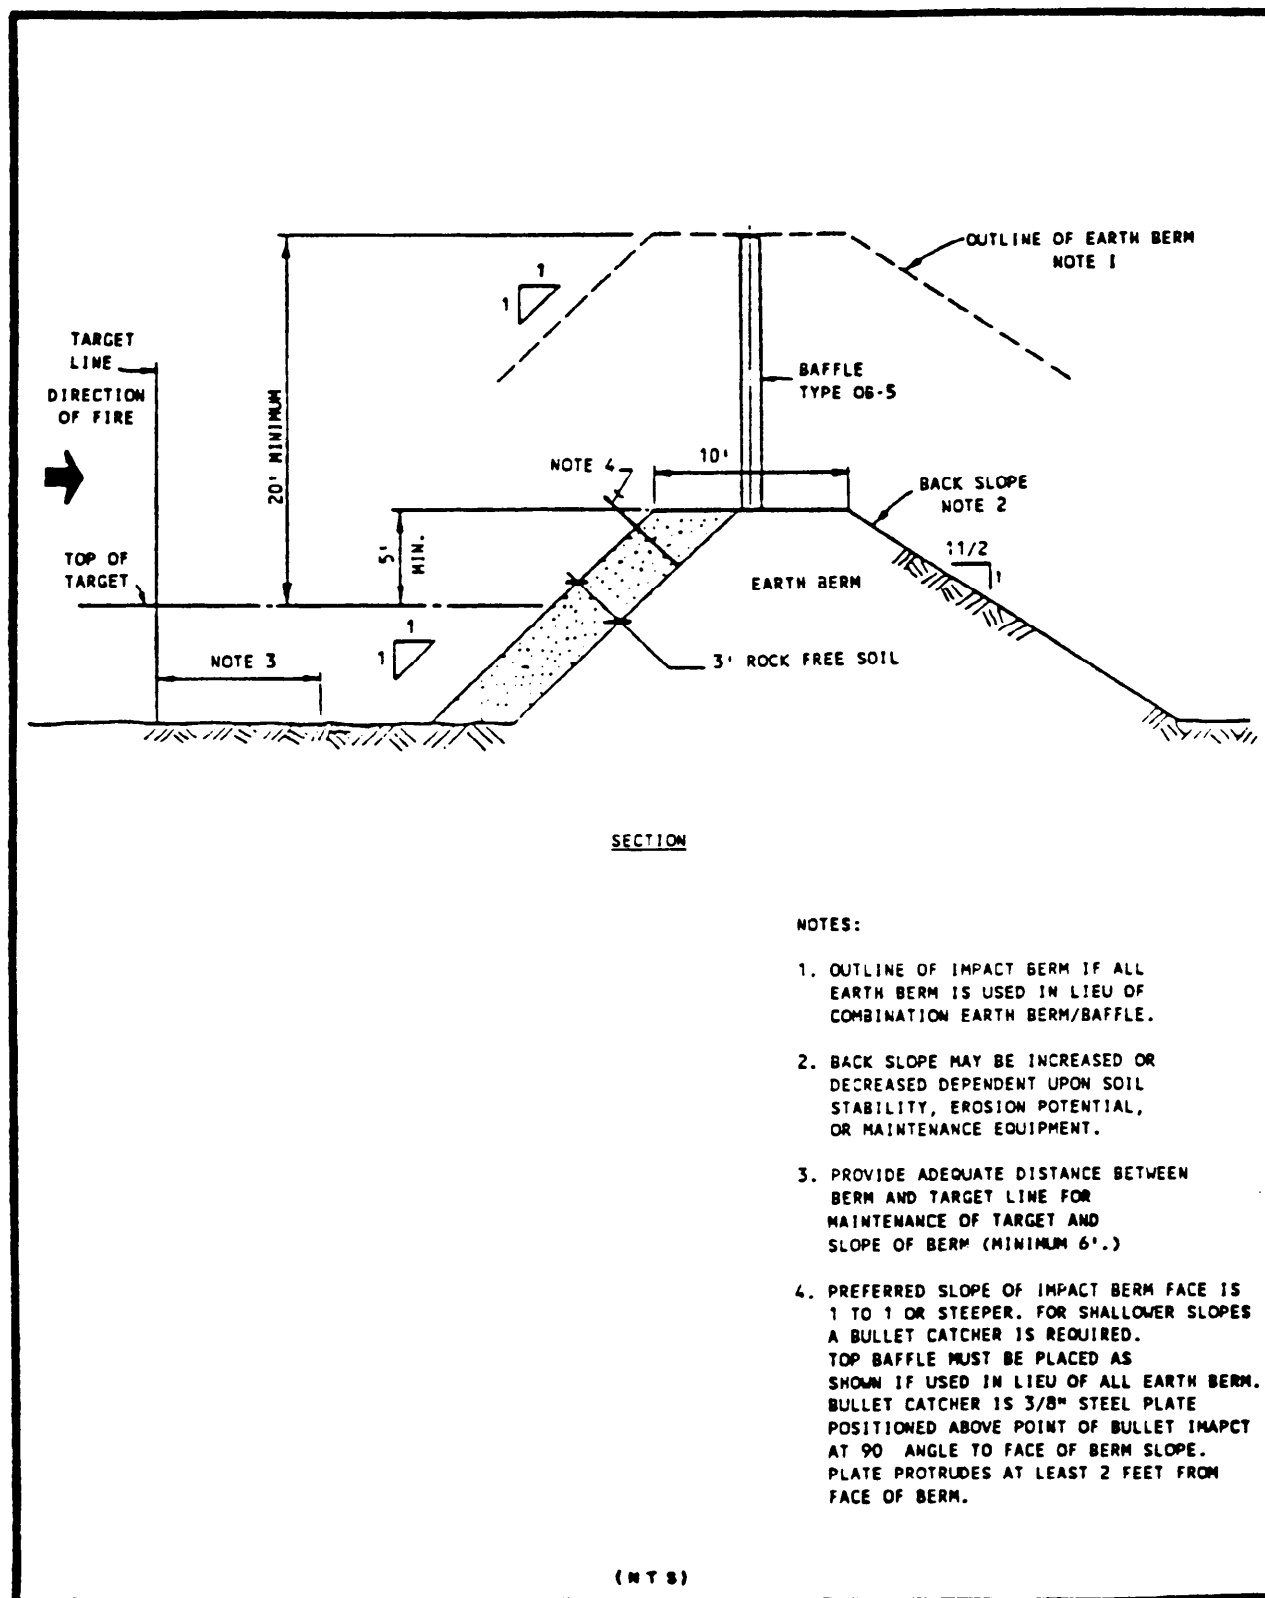 OUTLINE OF EARTH BERM
NOTE 1
1
1
TARGET
LINE
DIRECTION
OF FIRE
20' MINIMUM
BAFFLE
TYPE OB-5
NOTE 4
10'
BACK SLOPE
NOTE 2
5'
MIN.
11/2
1
TOP OF
TARGET
EARTH BERM
1
1
NOTE 3
3' ROCK FREE SOIL
SECTION
NOTES:
1. OUTLINE OF IMPACT BERM IF ALL
EARTH BERM IS USED IN LIEU OF
COMBINATION EARTH BERM/BAFFLE.
2. BACK SLOPE MAY BE INCREASED OR
DECREASED DEPENDENT UPON SOIL
STABILITY, EROSION POTENTIAL,
OR MAINTENANCE EQUIPMENT.
3. PROVIDE ADEQUATE DISTANCE BETWEEN
BERM AND TARGET LINE FOR
MAINTENANCE OF TARGET AND
SLOPE OF BERM (MINIMUM 6'.)
4. PREFERRED SLOPE OF IMPACT BERM FACE IS
1 TO 1 OR STEEPER. FOR SHALLOWER SLOPES
A BULLET CATCHER IS REQUIRED.
TOP BAFFLE MUST BE PLACED AS
SHOWN IF USED IN LIEU OF ALL EARTH BERM.
BULLET CATCHER IS 3/8" STEEL PLATE
POSITIONED ABOVE POINT OF BULLET IMAPCT
AT 90 ANGLE TO FACE OF BERM SLOPE.
PLATE PROTRUDES AT LEAST 2 FEET FROM
FACE OF BERM.
(NTS)